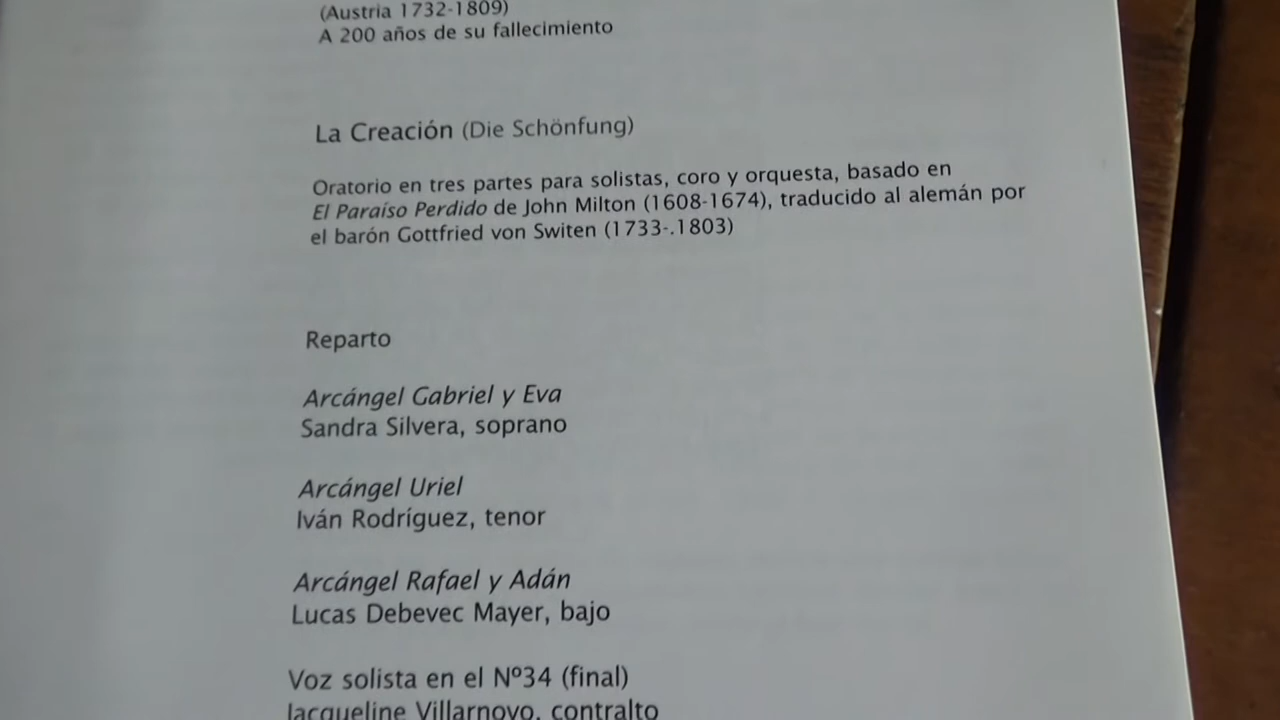 (Austria 1732-1809)
A 200 años de su fallecimiento
La Creación (Die Schönfung)
Oratorio en tres partes para solistas, coro y orquesta, basado en
El Paraíso Perdido de John Milton (1608-1674), traducido al alemán por
el barón Gottfried von Switen (1733-.1803)
Reparto
Arcángel Gabriel y Eva
Sandra Silvera, soprano
Arcángel Uriel
Iván Rodríguez, tenor
Arcángel Rafael y Adán
Lucas Debevec Mayer, bajo
Voz solista en el Nº34 (final)
Jacqueline Villarnovo, contralto